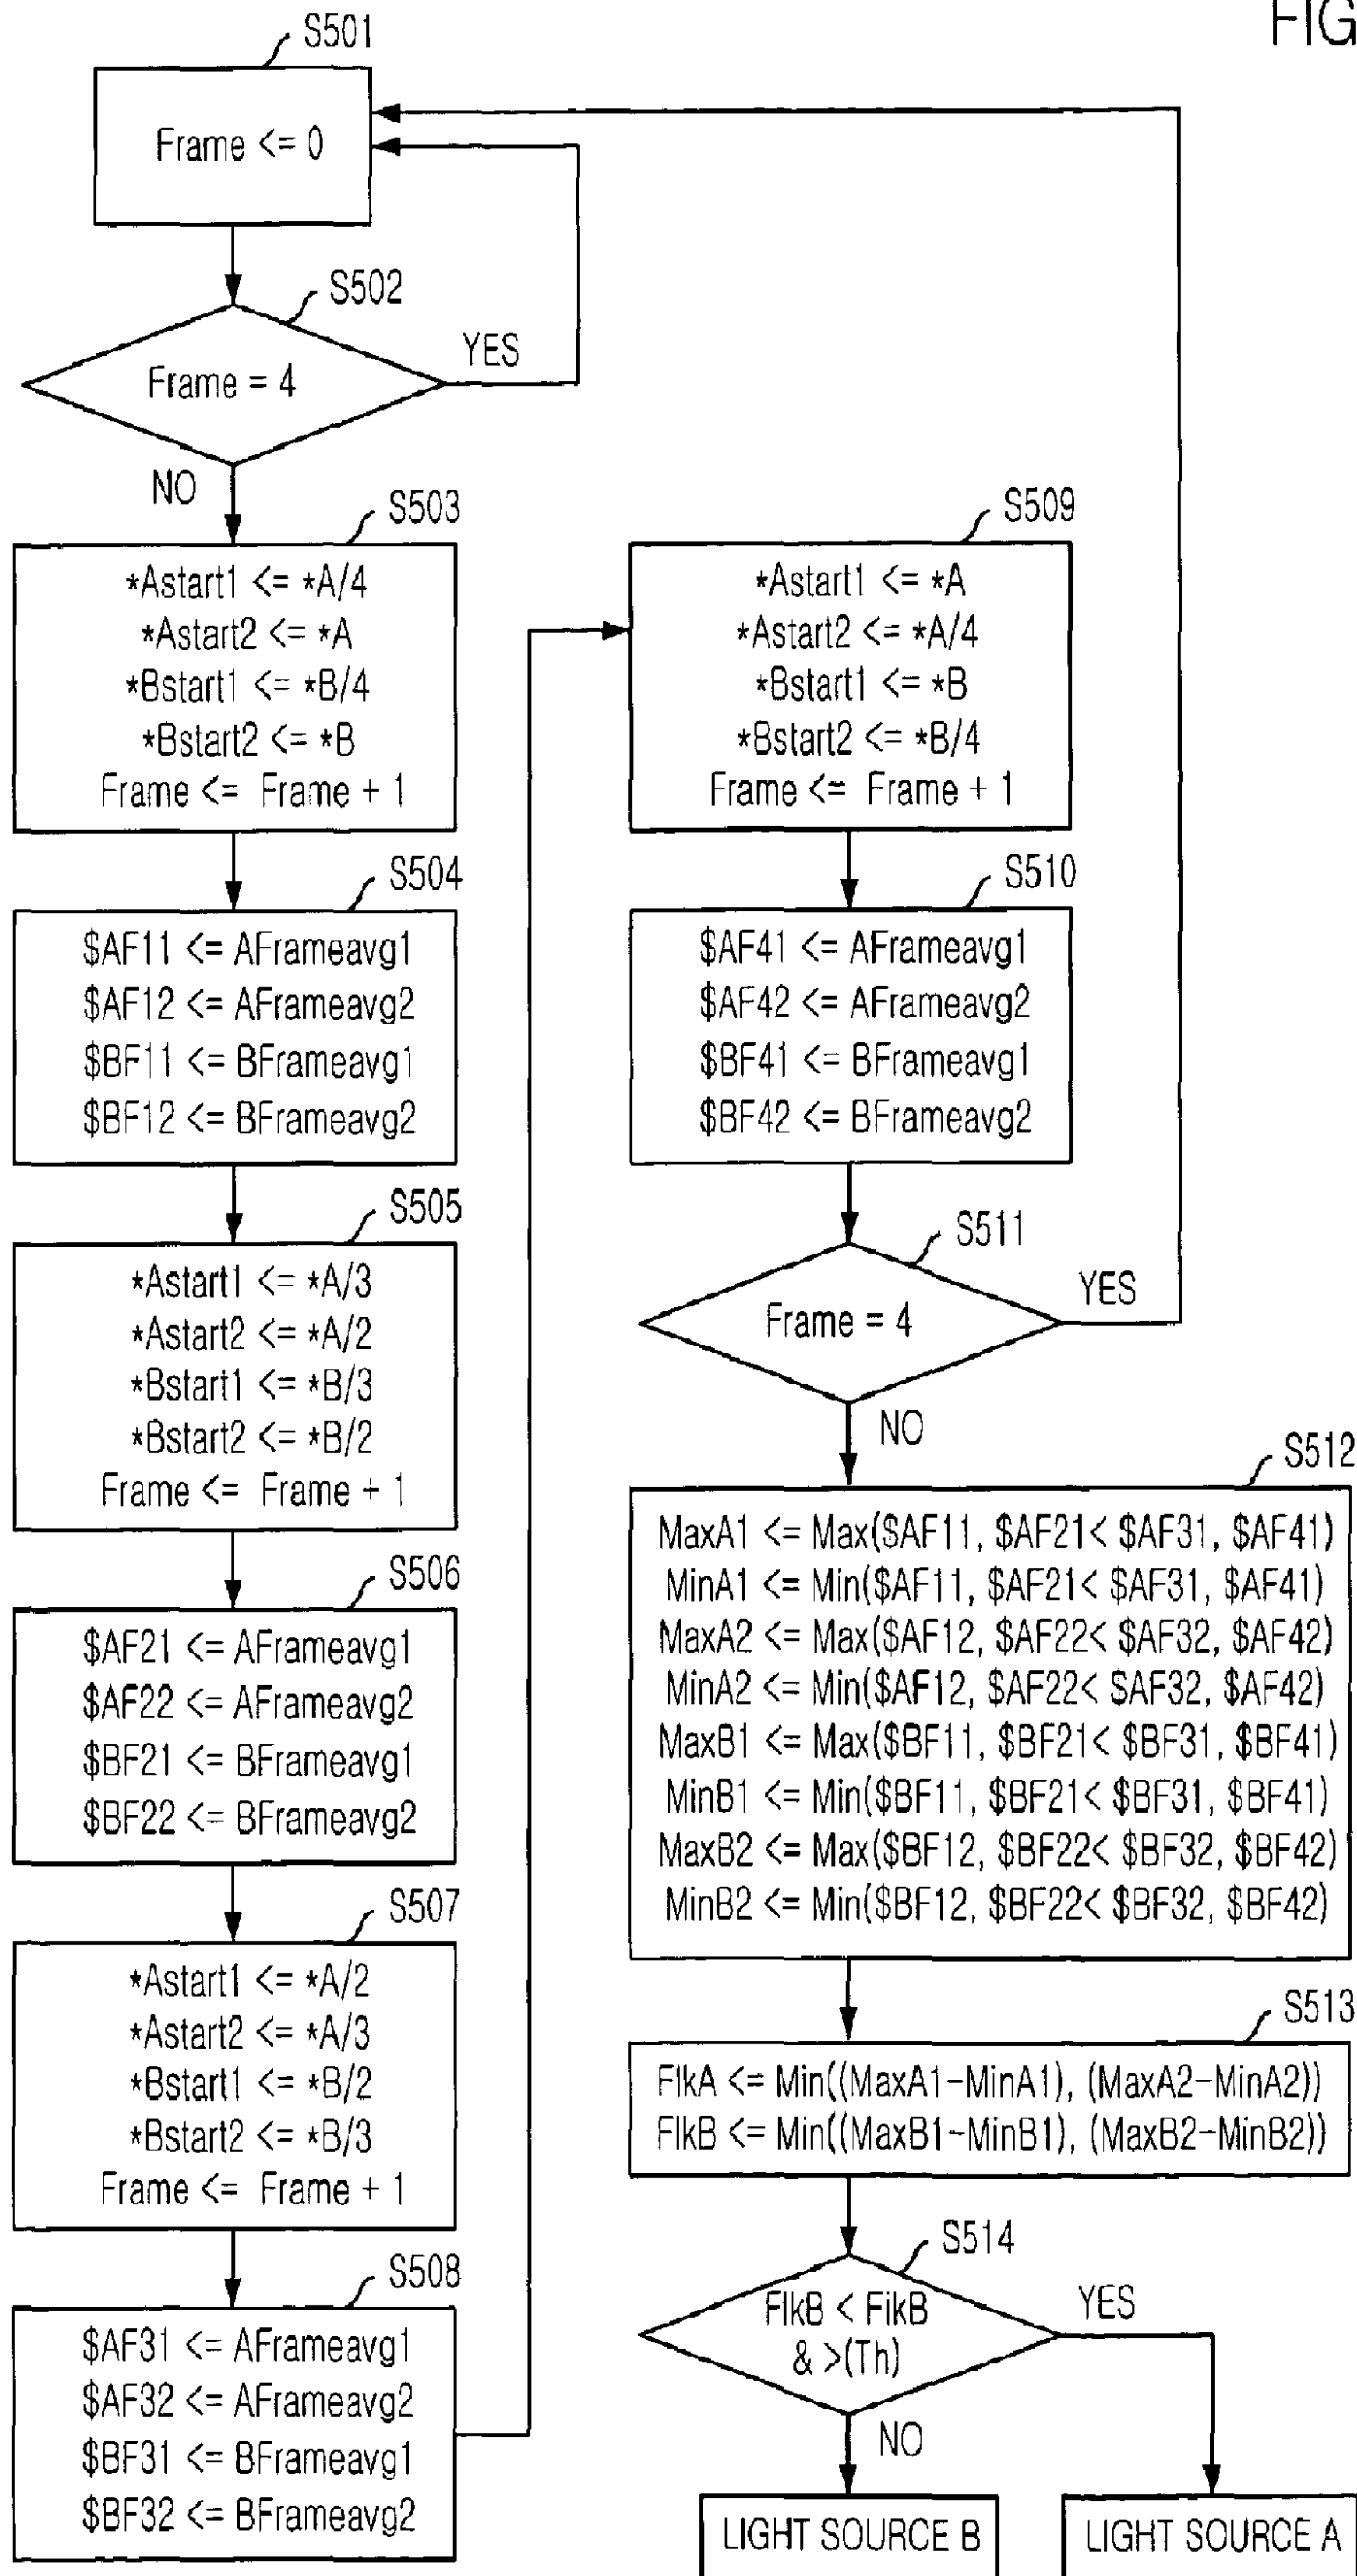 FIG
S501
Frame <= 0
S502
Frame = 4
YES
NO
S503
*Astart1 <= *A/4
*Astart2 <= *A
*Bstart1 <= *B/4
*Bstart2 <= *B
Frame <= Frame + 1
S504
$AF11 <= AFrameavg1
$AF12 <= AFrameavg2
$BF11 <= BFrameavg1
$BF12 <= BFrameavg2
S505
*Astart1 <= *A/3
*Astart2 <= *A/2
*Bstart1 <= *B/3
*Bstart2 <= *B/2
Frame <= Frame + 1
S506
$AF21 <= AFrameavg1
$AF22 <= AFrameavg2
$BF21 <= BFrameavg1
$BF22 <= BFrameavg2
S507
*Astart1 <= *A/2
*Astart2 <= *A/3
*Bstart1 <= *B/2
*Bstart2 <= *B/3
Frame <= Frame + 1
S508
$AF31 <= AFrameavg1
$AF32 <= AFrameavg2
$BF31 <= BFrameavg1
$BF32 <= BFrameavg2
S509
*Astart1 <= *A
*Astart2 <= *A/4
*Bstart1 <= *B
*Bstart2 <= *B/4
Frame <= Frame + 1
S510
$AF41 <= AFrameavg1
$AF42 <= AFrameavg2
$BF41 <= BFrameavg1
$BF42 <= BFrameavg2
S511
Frame = 4
YES
NO
S512
MaxA1 <= Max($AF11, $AF21< $AF31, $AF41)
MinA1 <= Min($AF11, $AF21< $AF31, $AF41)
MaxA2 <= Max($AF12, $AF22< $AF32, $AF42)
MinA2 <= Min($AF12, $AF22< $AF32, $AF42)
MaxB1 <= Max($BF11, $BF21< $BF31, $BF41)
MinB1 <= Min($BF11, $BF21< $BF31, $BF41)
MaxB2 <= Max($BF12, $BF22< $BF32, $BF42)
MinB2 <= Min($BF12, $BF22< $BF32, $BF42)
S513
FlkA <= Min((MaxA1-MinA1), (MaxA2-MinA2))
FlkB <= Min((MaxB1-MinB1), (MaxB2-MinB2))
S514
FlkB < FikB
& >(Th)
YES
NO
LIGHT SOURCE B
LIGHT SOURCE A